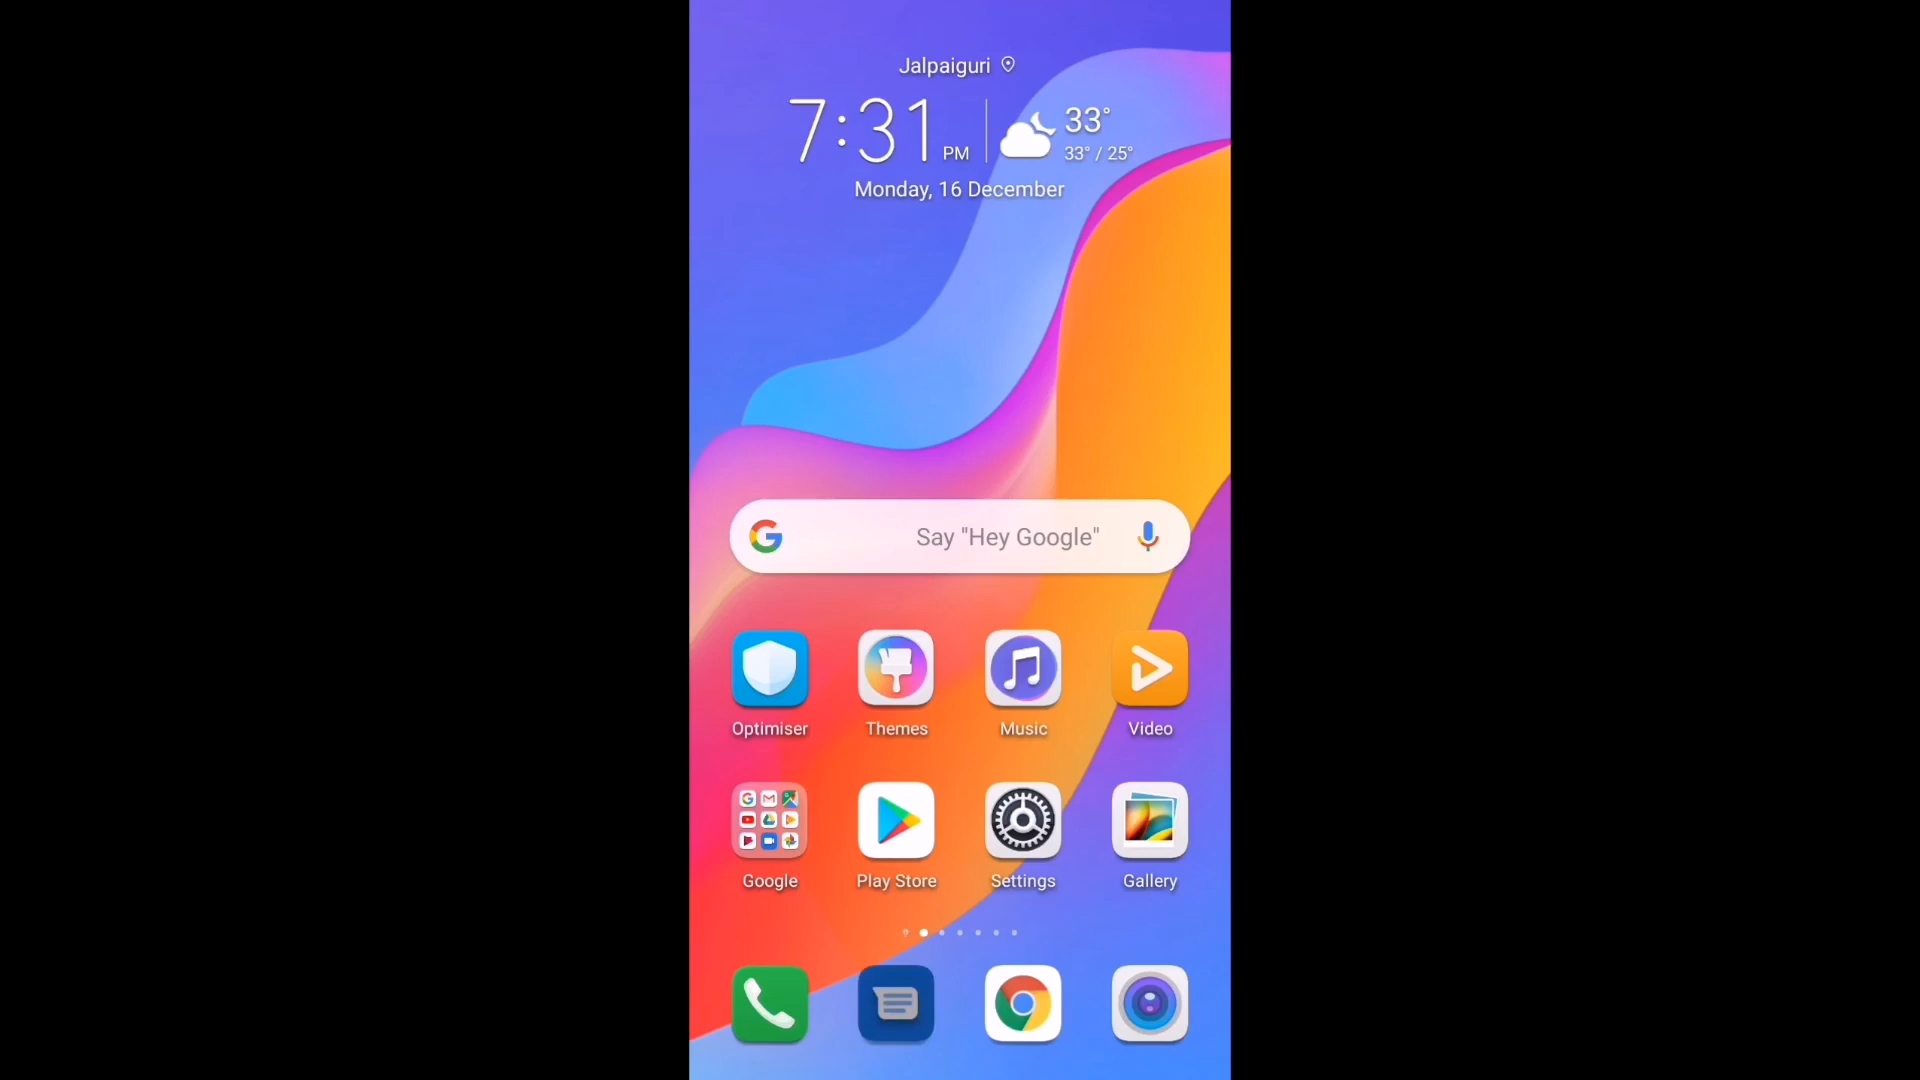 Jalpaiguri
7:31 PM
33°
33° / 25°
Monday, 16 December
Say "Hey Google"
Optimiser Themes Music Video
Google Play Store Settings Gallery